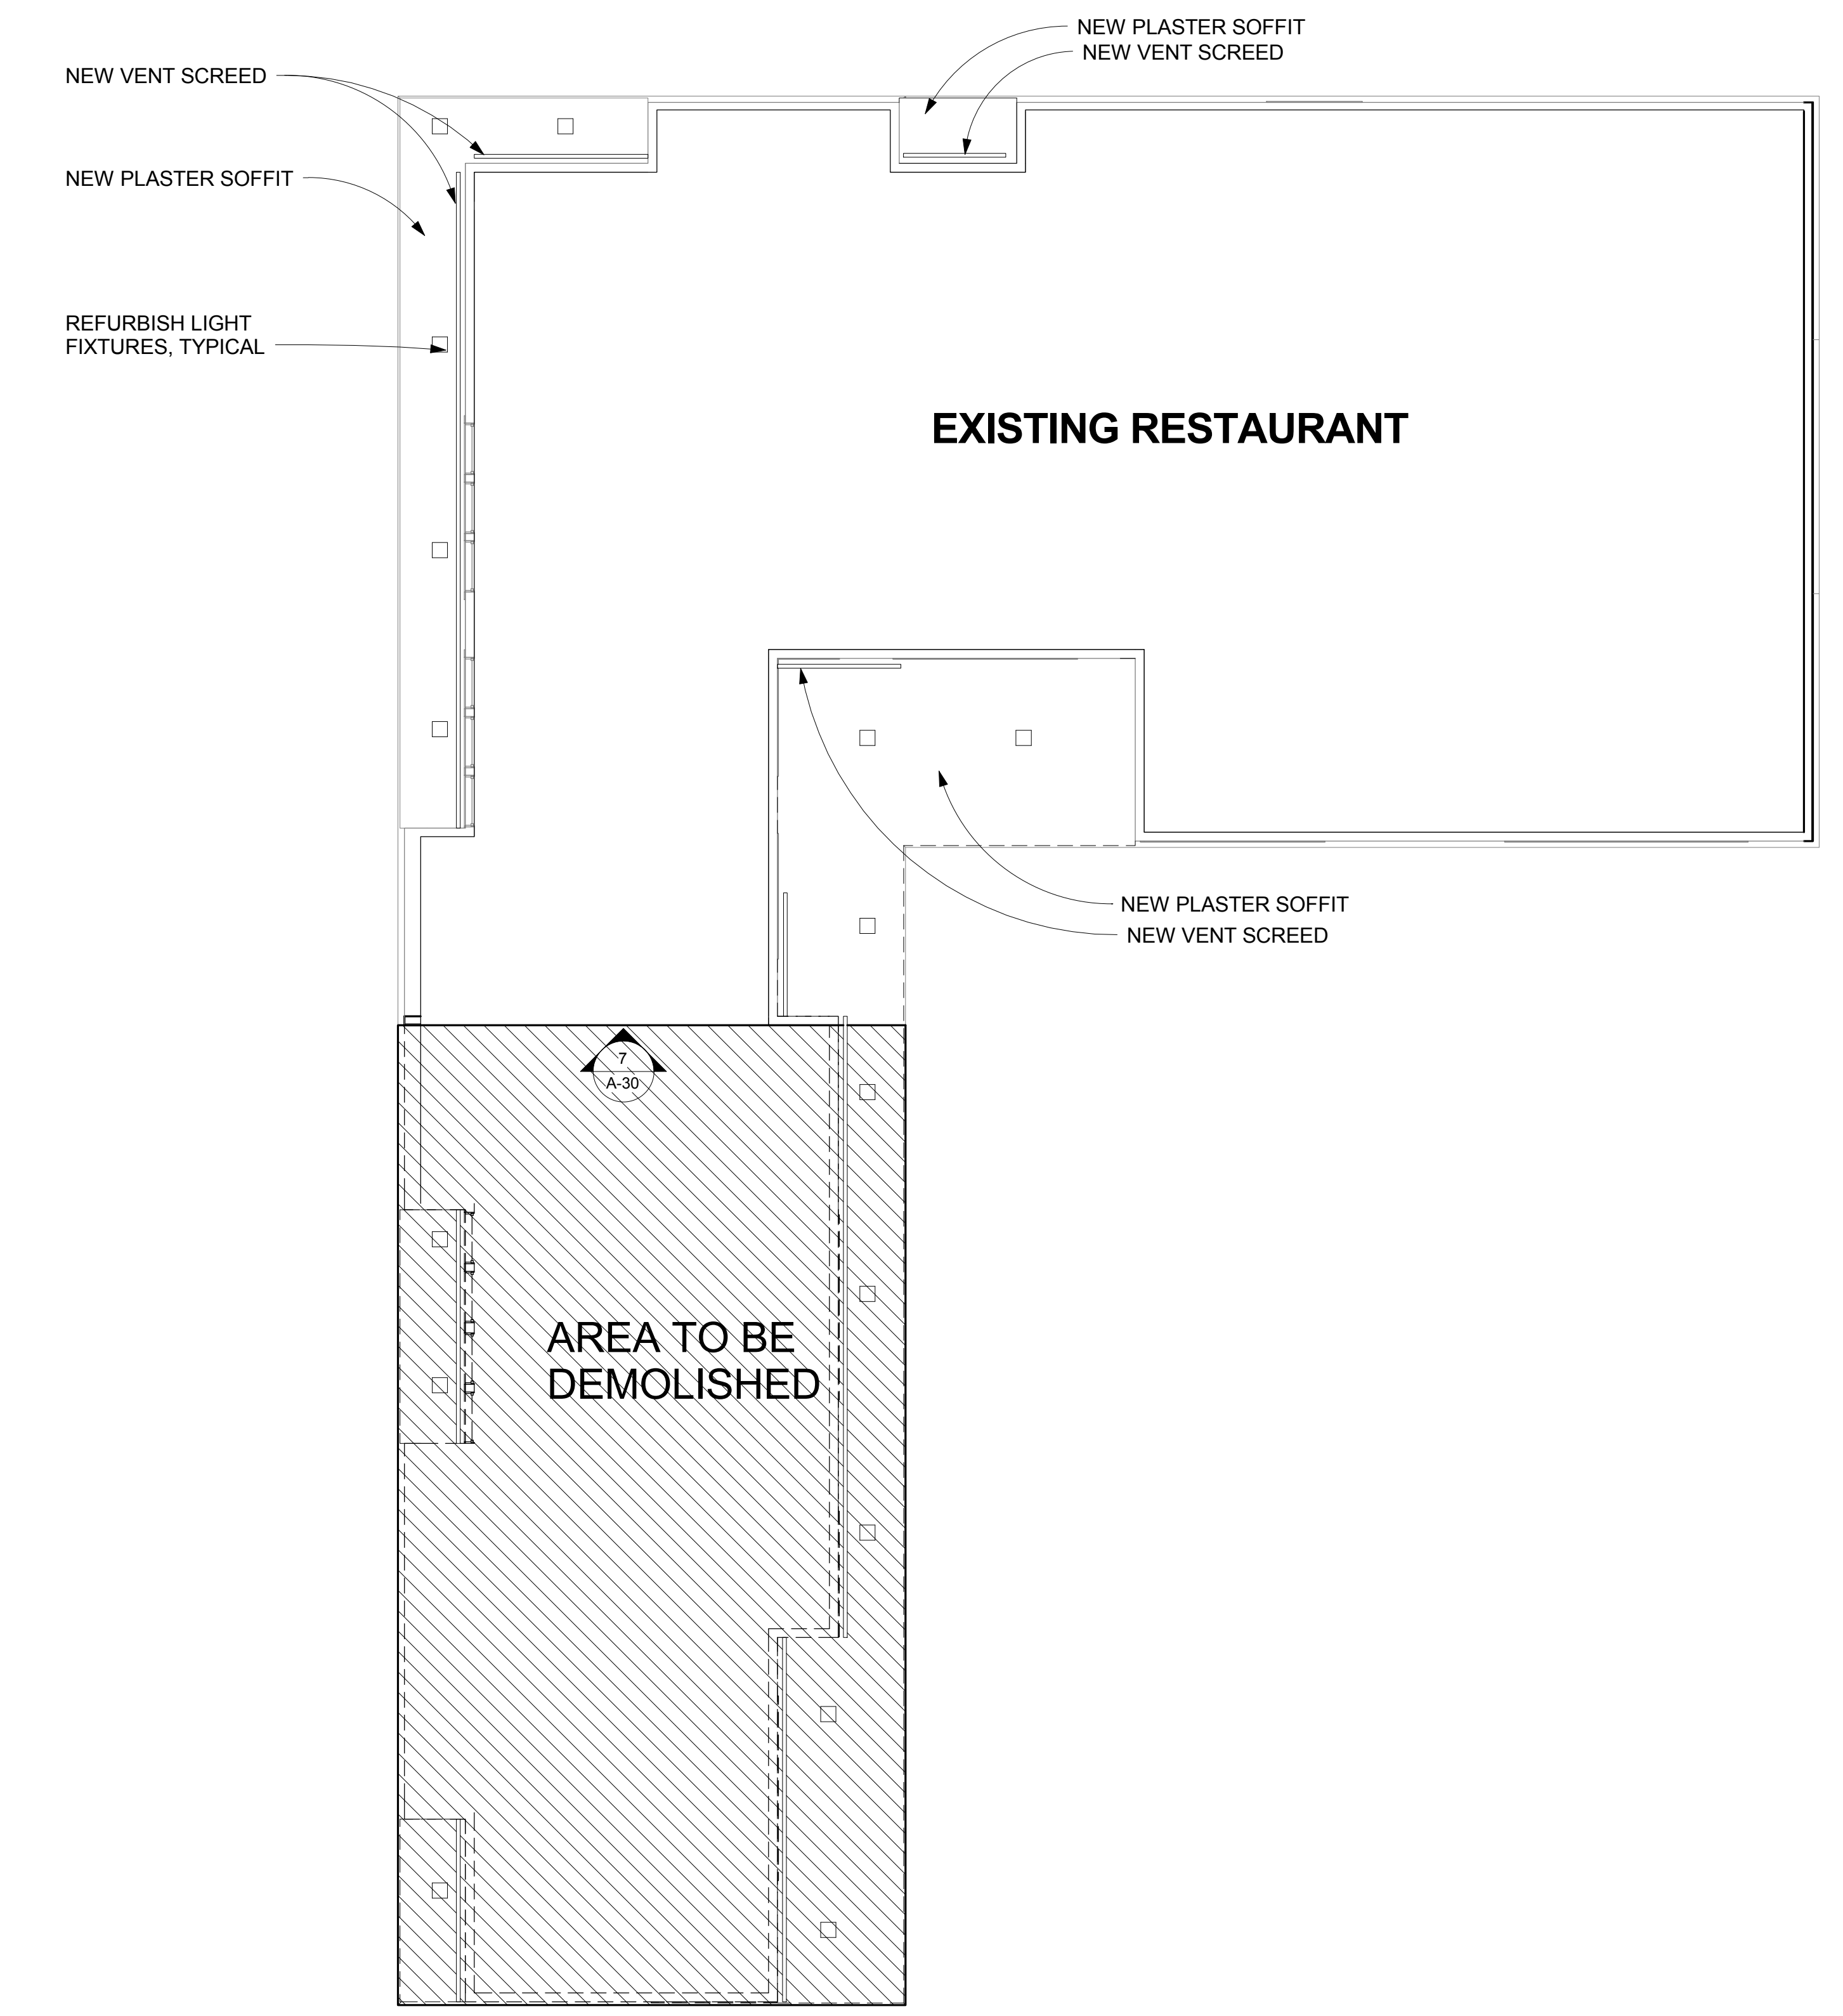 NEW PLASTER SOFFIT
NEW VENT SCREED
NEW VENT SCREED
NEW PLASTER SOFFIT
REFURBISH LIGHT
FIXTURES, TYPICAL
EXISTING RESTAURANT
NEW PLASTER SOFFIT
NEW VENT SCREED
7
A-30
AREA TO BE
DEMOLISHED